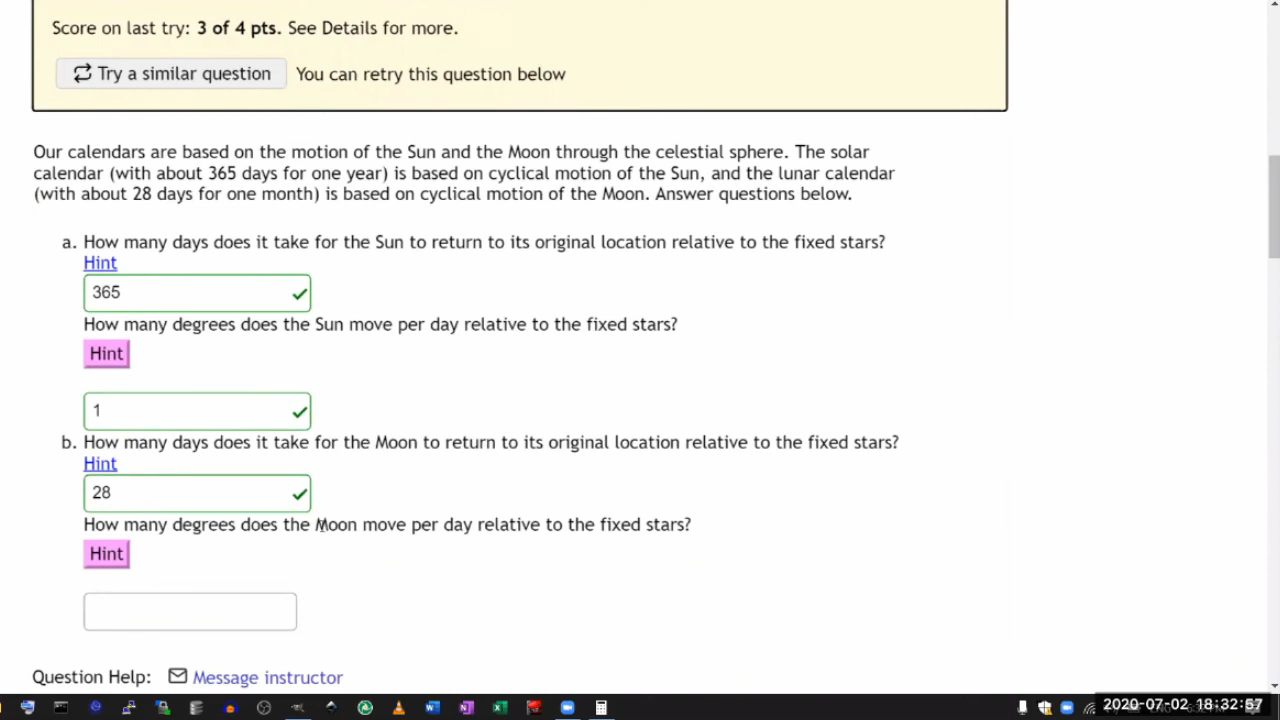 Score on last try: 3 of 4 pts. See Details for more.
Try a similar question You can retry this question below
Our calendars are based on the motion of the Sun and the Moon through the celestial sphere. The solar
calendar (with about 365 days for one year) is based on cyclical motion of the Sun, and the lunar calendar
(with about 28 days for one month) is based on cyclical motion of the Moon. Answer questions below.
a. How many days does it take for the Sun to return to its original location relative to the fixed stars?
Hint
365
How many degrees does the Sun move per day relative to the fixed stars?
Hint
1
b. How many days does it take for the Moon to return to its original location relative to the fixed stars?
Hint
28
How many degrees does the Moon move per day relative to the fixed stars?
Hint
Question Help: Message instructor
2020-07-02 18:32:57